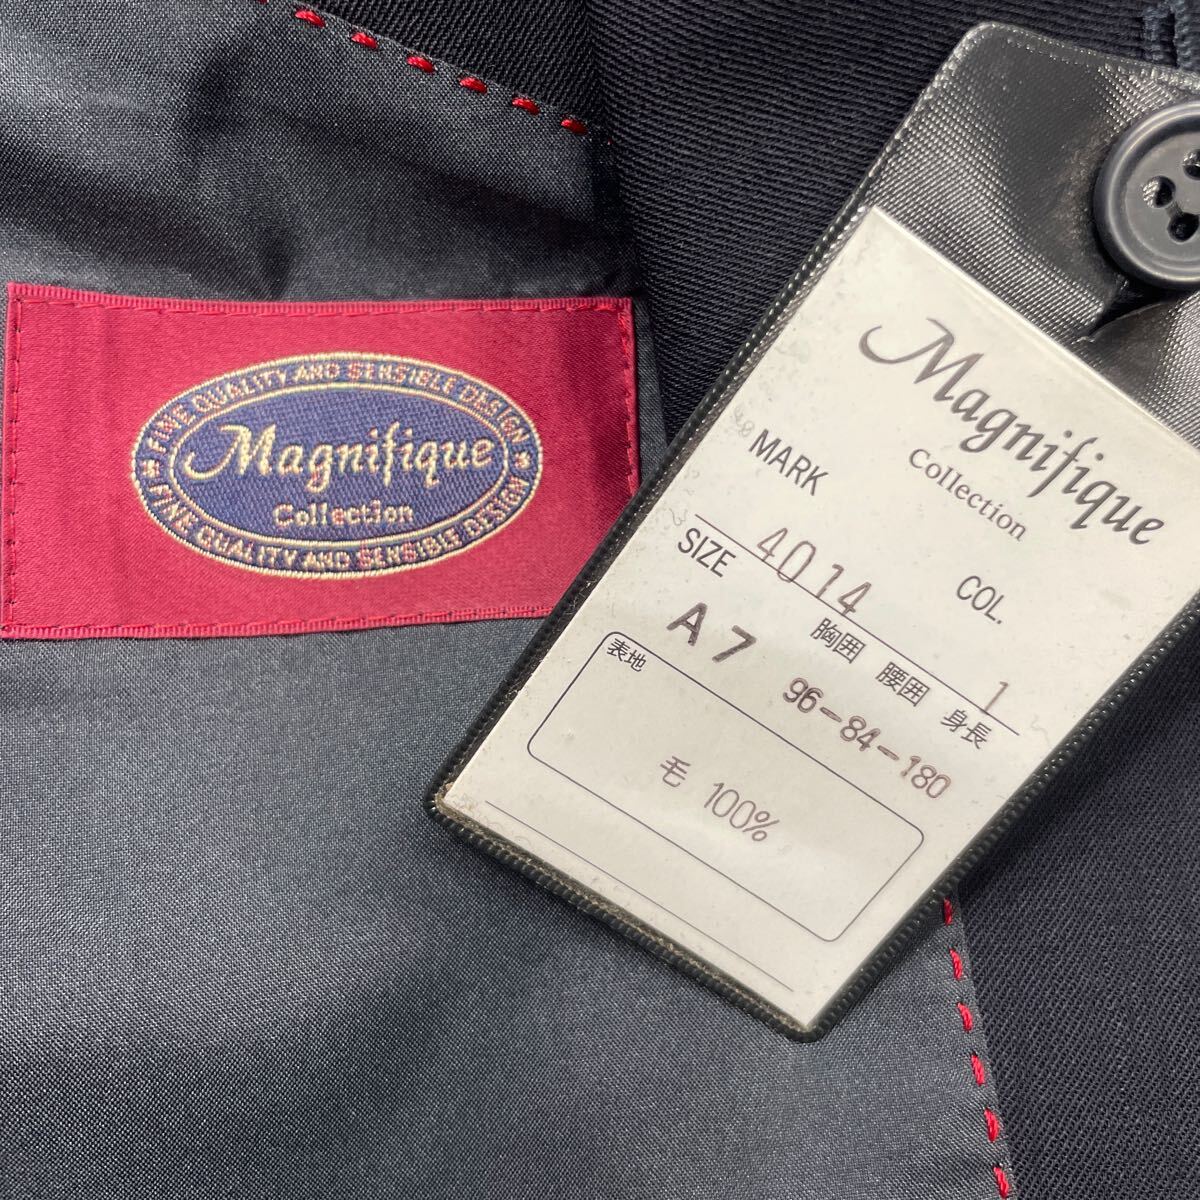 FINE QUALITY AND SENSIBLE DESIGN
Magnifique
Collection
FINE QUALITY AND SENSIBLE DESIGN
Magnifique
Collection
MARK
COL.
4014
1
SIZE
胸囲 腰囲 身長
A7
96-84-180
表地
毛 100%